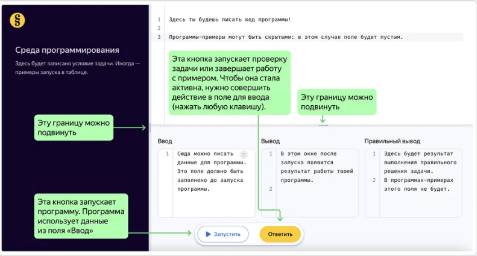 1 Здесь ты будешь писать код программы!
2
3 Программы-примеры могут быть скрытыми: в этом случае поле будет пустым.
Среда программирования
Здесь будет записано условие задачи. Иногда —
примеры запуска в таблице.
Эта кнопка запускает проверку
задачи или завершает работу
с примером. Чтобы она стала
активна, нужно совершить
действие в поле для ввода
(нажать любую клавишу).
Эту границу можно
подвинуть
Эту границу можно
подвинуть
Ввод
1 Сюда можно писать
данные для программы.
Это поле должно быть
заполнено до запуска
программы.
Вывод
1 В этом окне после
запуска появится
результат работы твоей
программы.
2
Правильный вывод
1 Здесь будет результат
выполнения правильного
решения задачи.
2 В программах-примерах
этого поля не будет.
Эта кнопка запускает
программу. Программа
использует данные
из поля «Ввод»
Запустить
Ответить